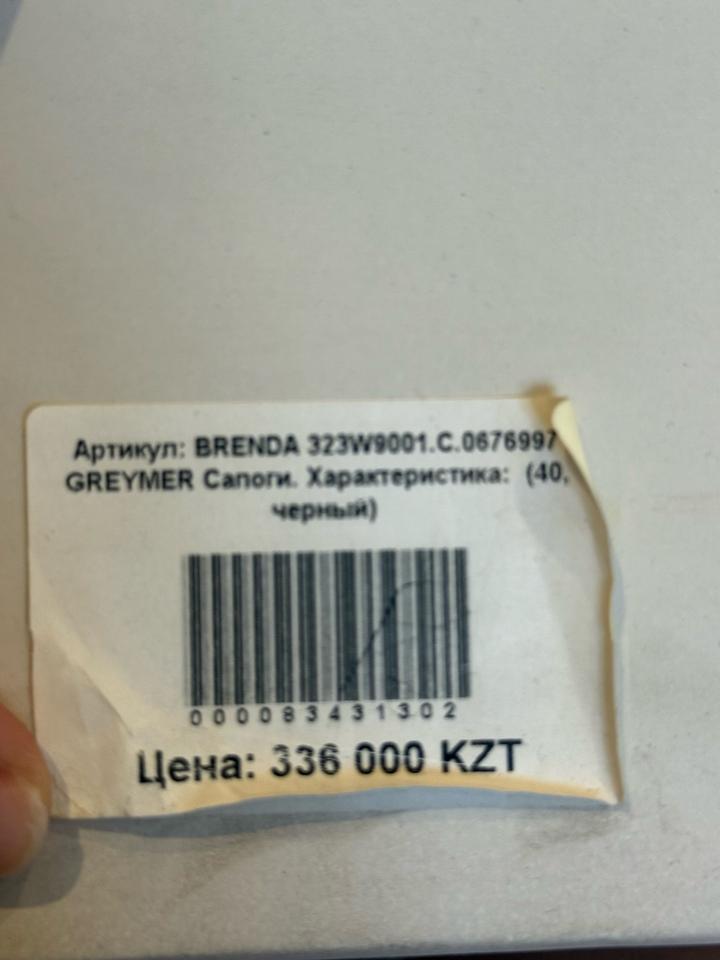 Артикул: BRENDA 323W9001.C.0676997
GREYMER Сапоги. Характеристика: (40,
черный)
000083431302
Цена: 336 000 KZT